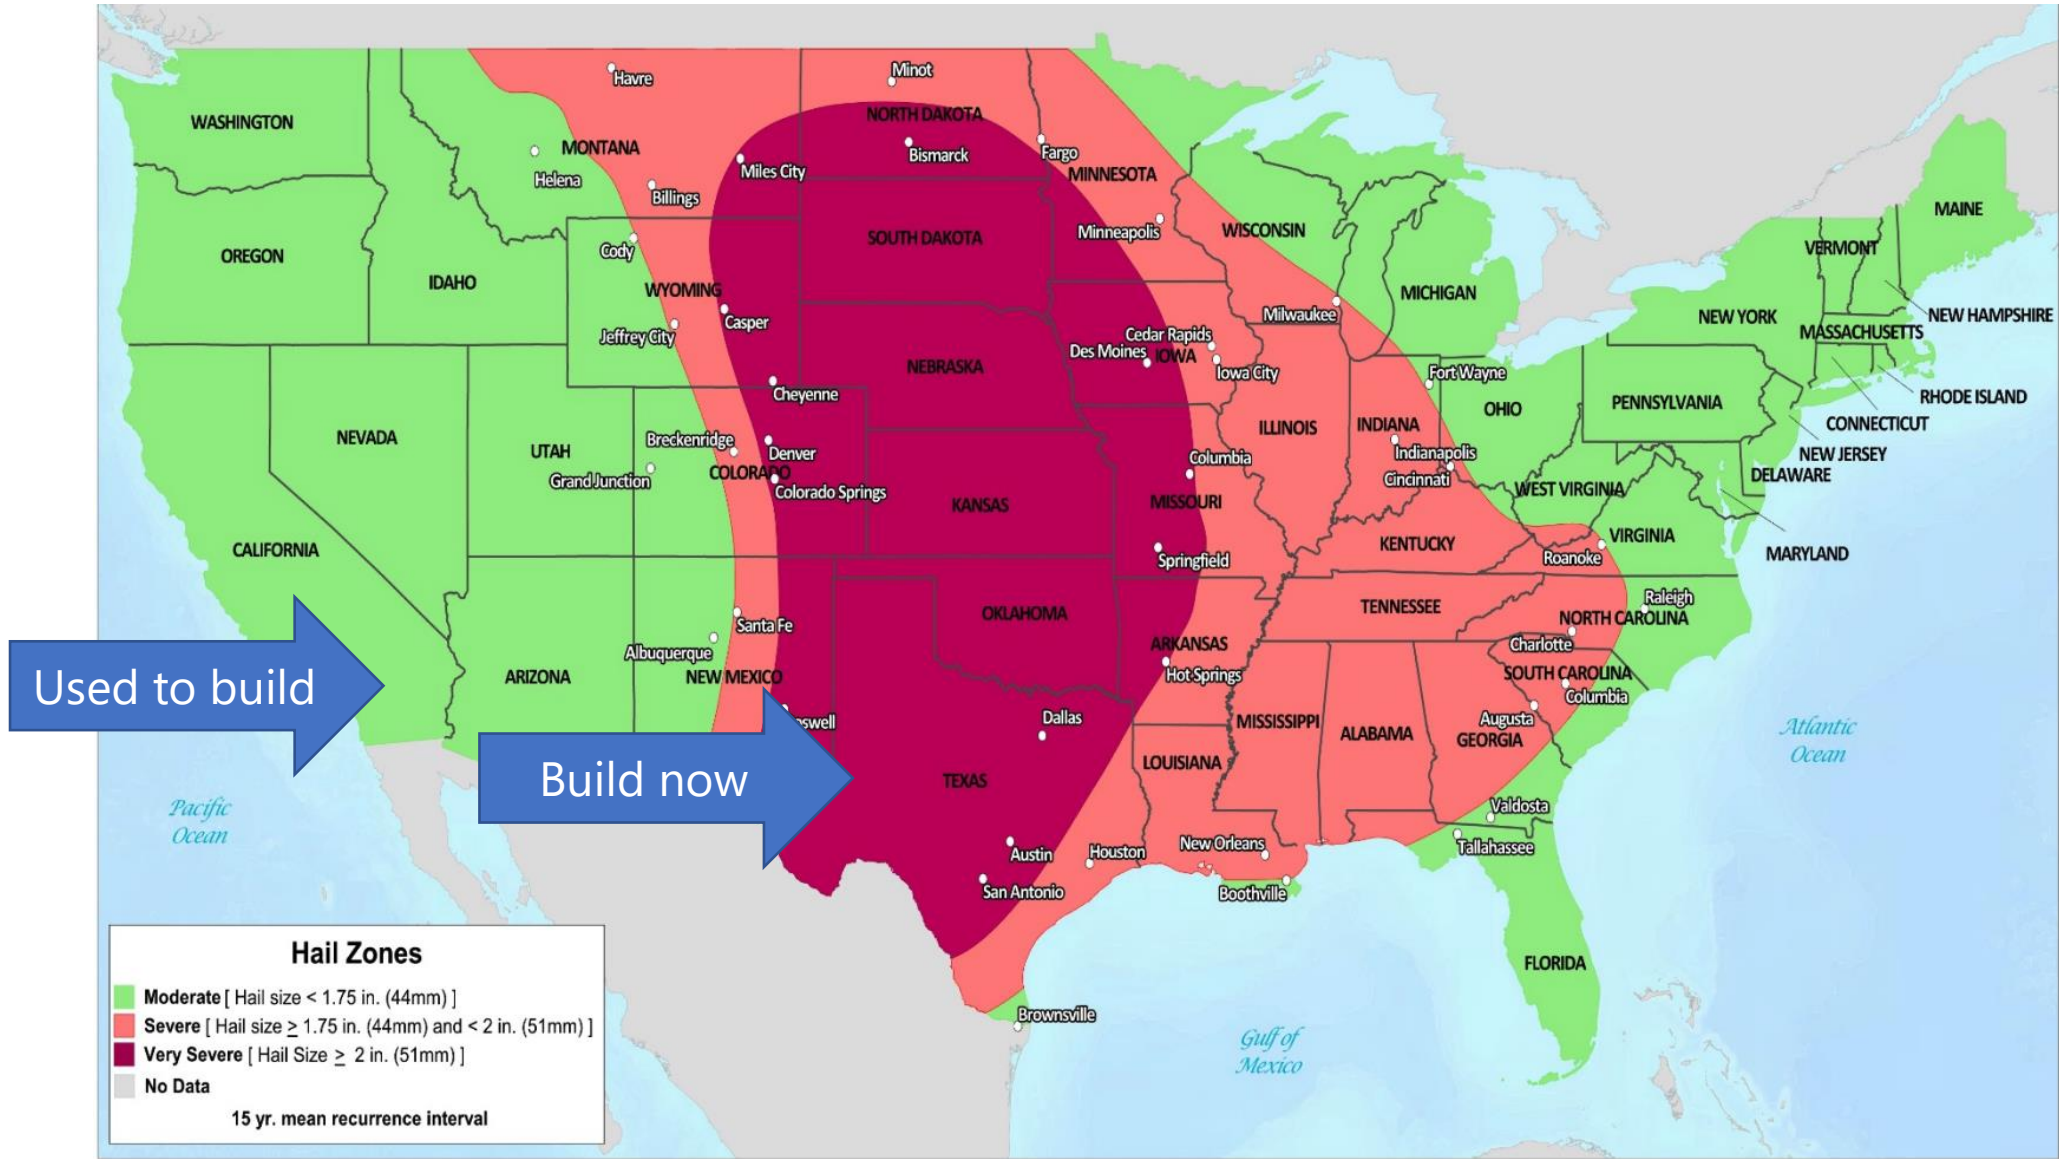 Havre
Minot
WASHINGTON
NORTH DAKOTA
MONTANA
Bismarck
Fargo
Miles City
MINNESOTA
Helena
Billings
MAINE
Minneapolis
WISCONSIN
SOUTH DAKOTA
VERMONT
Cody
OREGON
IDAHO
WYOMING
MICHIGAN
Milwaukee
NEW YORK
NEW HAMPSHIRE
Casper
MASSACHUSETTS
Jeffrey City
Cedar Rapids
Des Moines
IOWA
NEBRASKA
Iowa City
Fort Wayne
Cheyenne
RHODE ISLAND
PENNSYLVANIA
OHIO
CONNECTICUT
NEVADA
ILLINOIS
INDIANA
Breckenridge
UTAH
Denver
Indianapolis
NEW JERSEY
Columbia
COLORADO
DELAWARE
Grand Junction
Cincinnati
Colorado Springs
WEST VIRGINIA
MISSOURI
KANSAS
VIRGINIA
CALIFORNIA
KENTUCKY
MARYLAND
Roanoke
Springfield
Raleigh
TENNESSEE
OKLAHOMA
NORTH CAROLINA
Santa Fe
ARKANSAS
Charlotte
Albuquerque
SOUTH CAROLINA
Hot Springs
ARIZONA
NEW MEXICO
Used to build
Columbia
Dallas
Augusta
MISSISSIPPI
oswell
ALABAMA
GEORGIA
Atlantic
Ocean
LOUISIANA
Build now
TEXAS
Pacific
Ocean
Valdosta
New Orleans
Tallahassee
Houston
Austin
San Antonio
Boothville
FLORIDA
Brownsville
Gulf of
Mexico
Hail Zones
Moderate [ Hail size < 1.75 in. (44mm) ]
Severe [ Hail size ≥ 1.75 in. (44mm) and < 2 in. (51mm) ]
Very Severe [ Hail Size ≥ 2 in. (51mm) ]
No Data
15 yr. mean recurrence interval